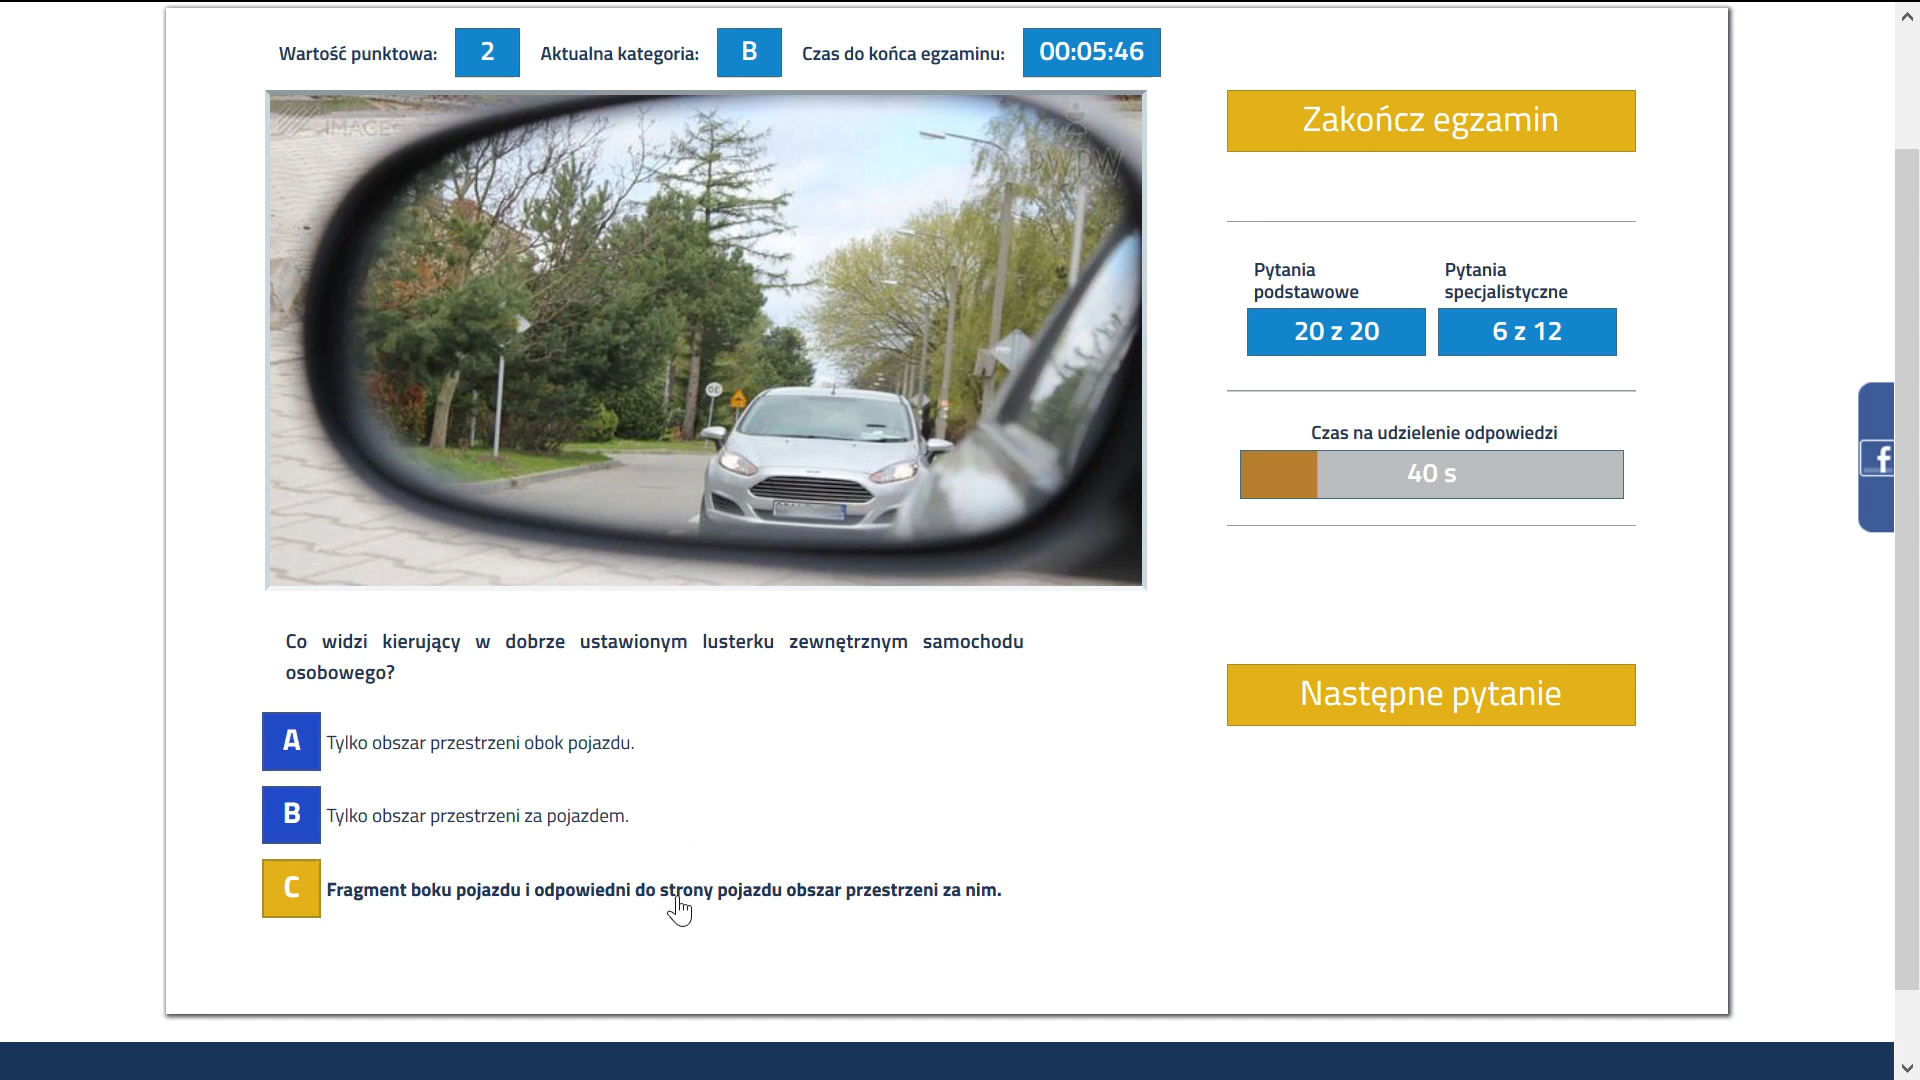 Wartość punktowa: 2 Aktualna kategoria: B Czas do końca egzaminu: 00:05:46
Zakończ egzamin
IMAGE
PWPW
Pytania podstawowe
20 z 20
Pytania specjalistyczne
6 z 12
Czas na udzielenie odpowiedzi
40 s
Co widzi kierujący w dobrze ustawionym lusterku zewnętrznym samochodu
osobowego?
Następne pytanie
A Tylko obszar przestrzeni obok pojazdu.
B Tylko obszar przestrzeni za pojazdem.
C Fragment boku pojazdu i odpowiedni do strony pojazdu obszar przestrzeni za nim.
f